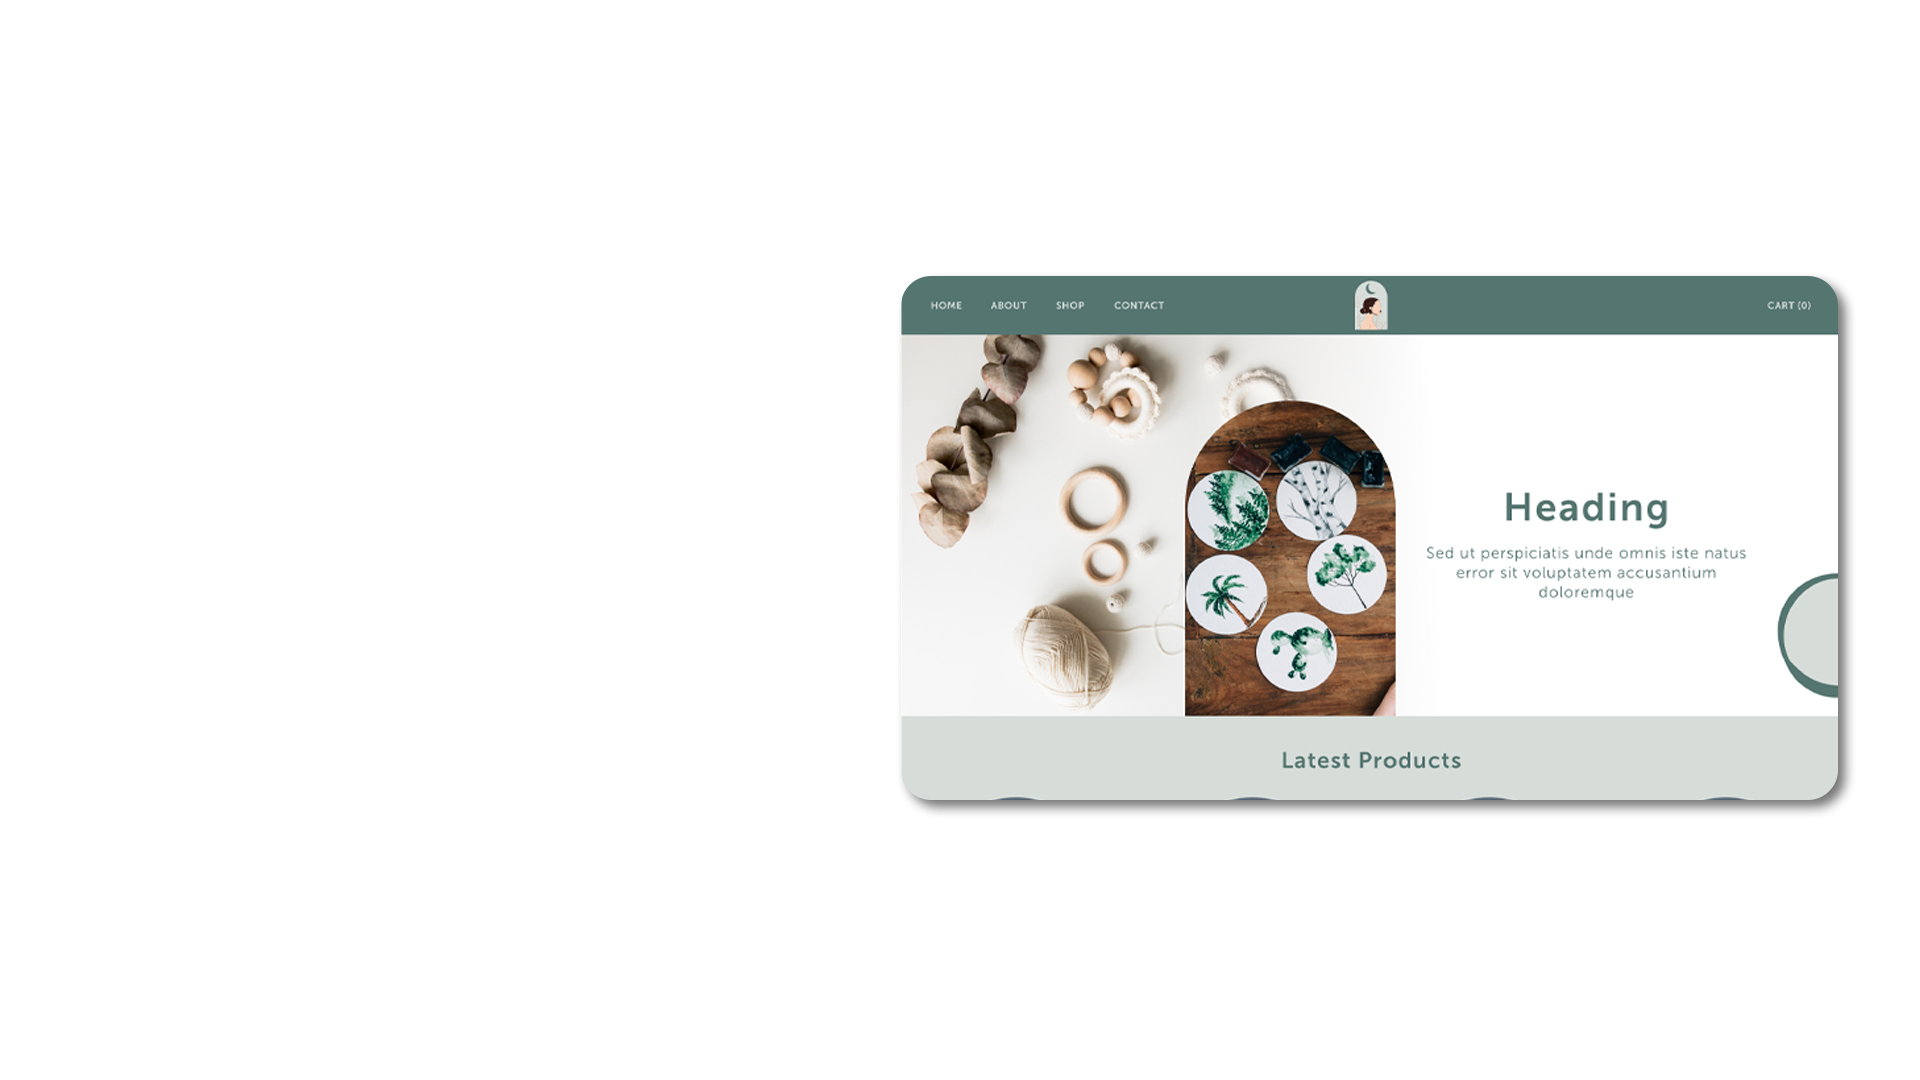 HOME ABOUT SHOP CONTACT CART (0)
Heading
Sed ut perspiciatis unde omnis iste natus
error sit voluptatem accusantium
doloremque
Latest Products